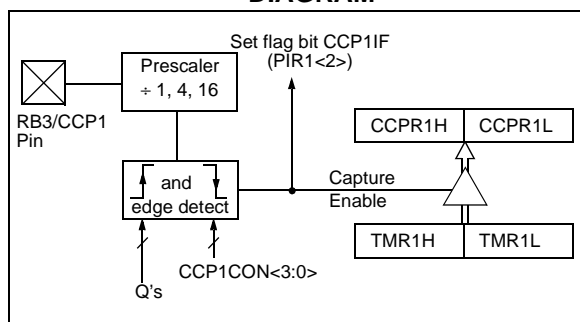 DIAGRAM
Set flag bit CCP1IF
(PIR1<2>)
Prescaler
÷ 1, 4, 16
RB3/CCP1
Pin
CCPR1H
CCPR1L
and
edge detect
Capture
Enable
TMR1H
TMR1L
CCP1CON<3:0>
Q's